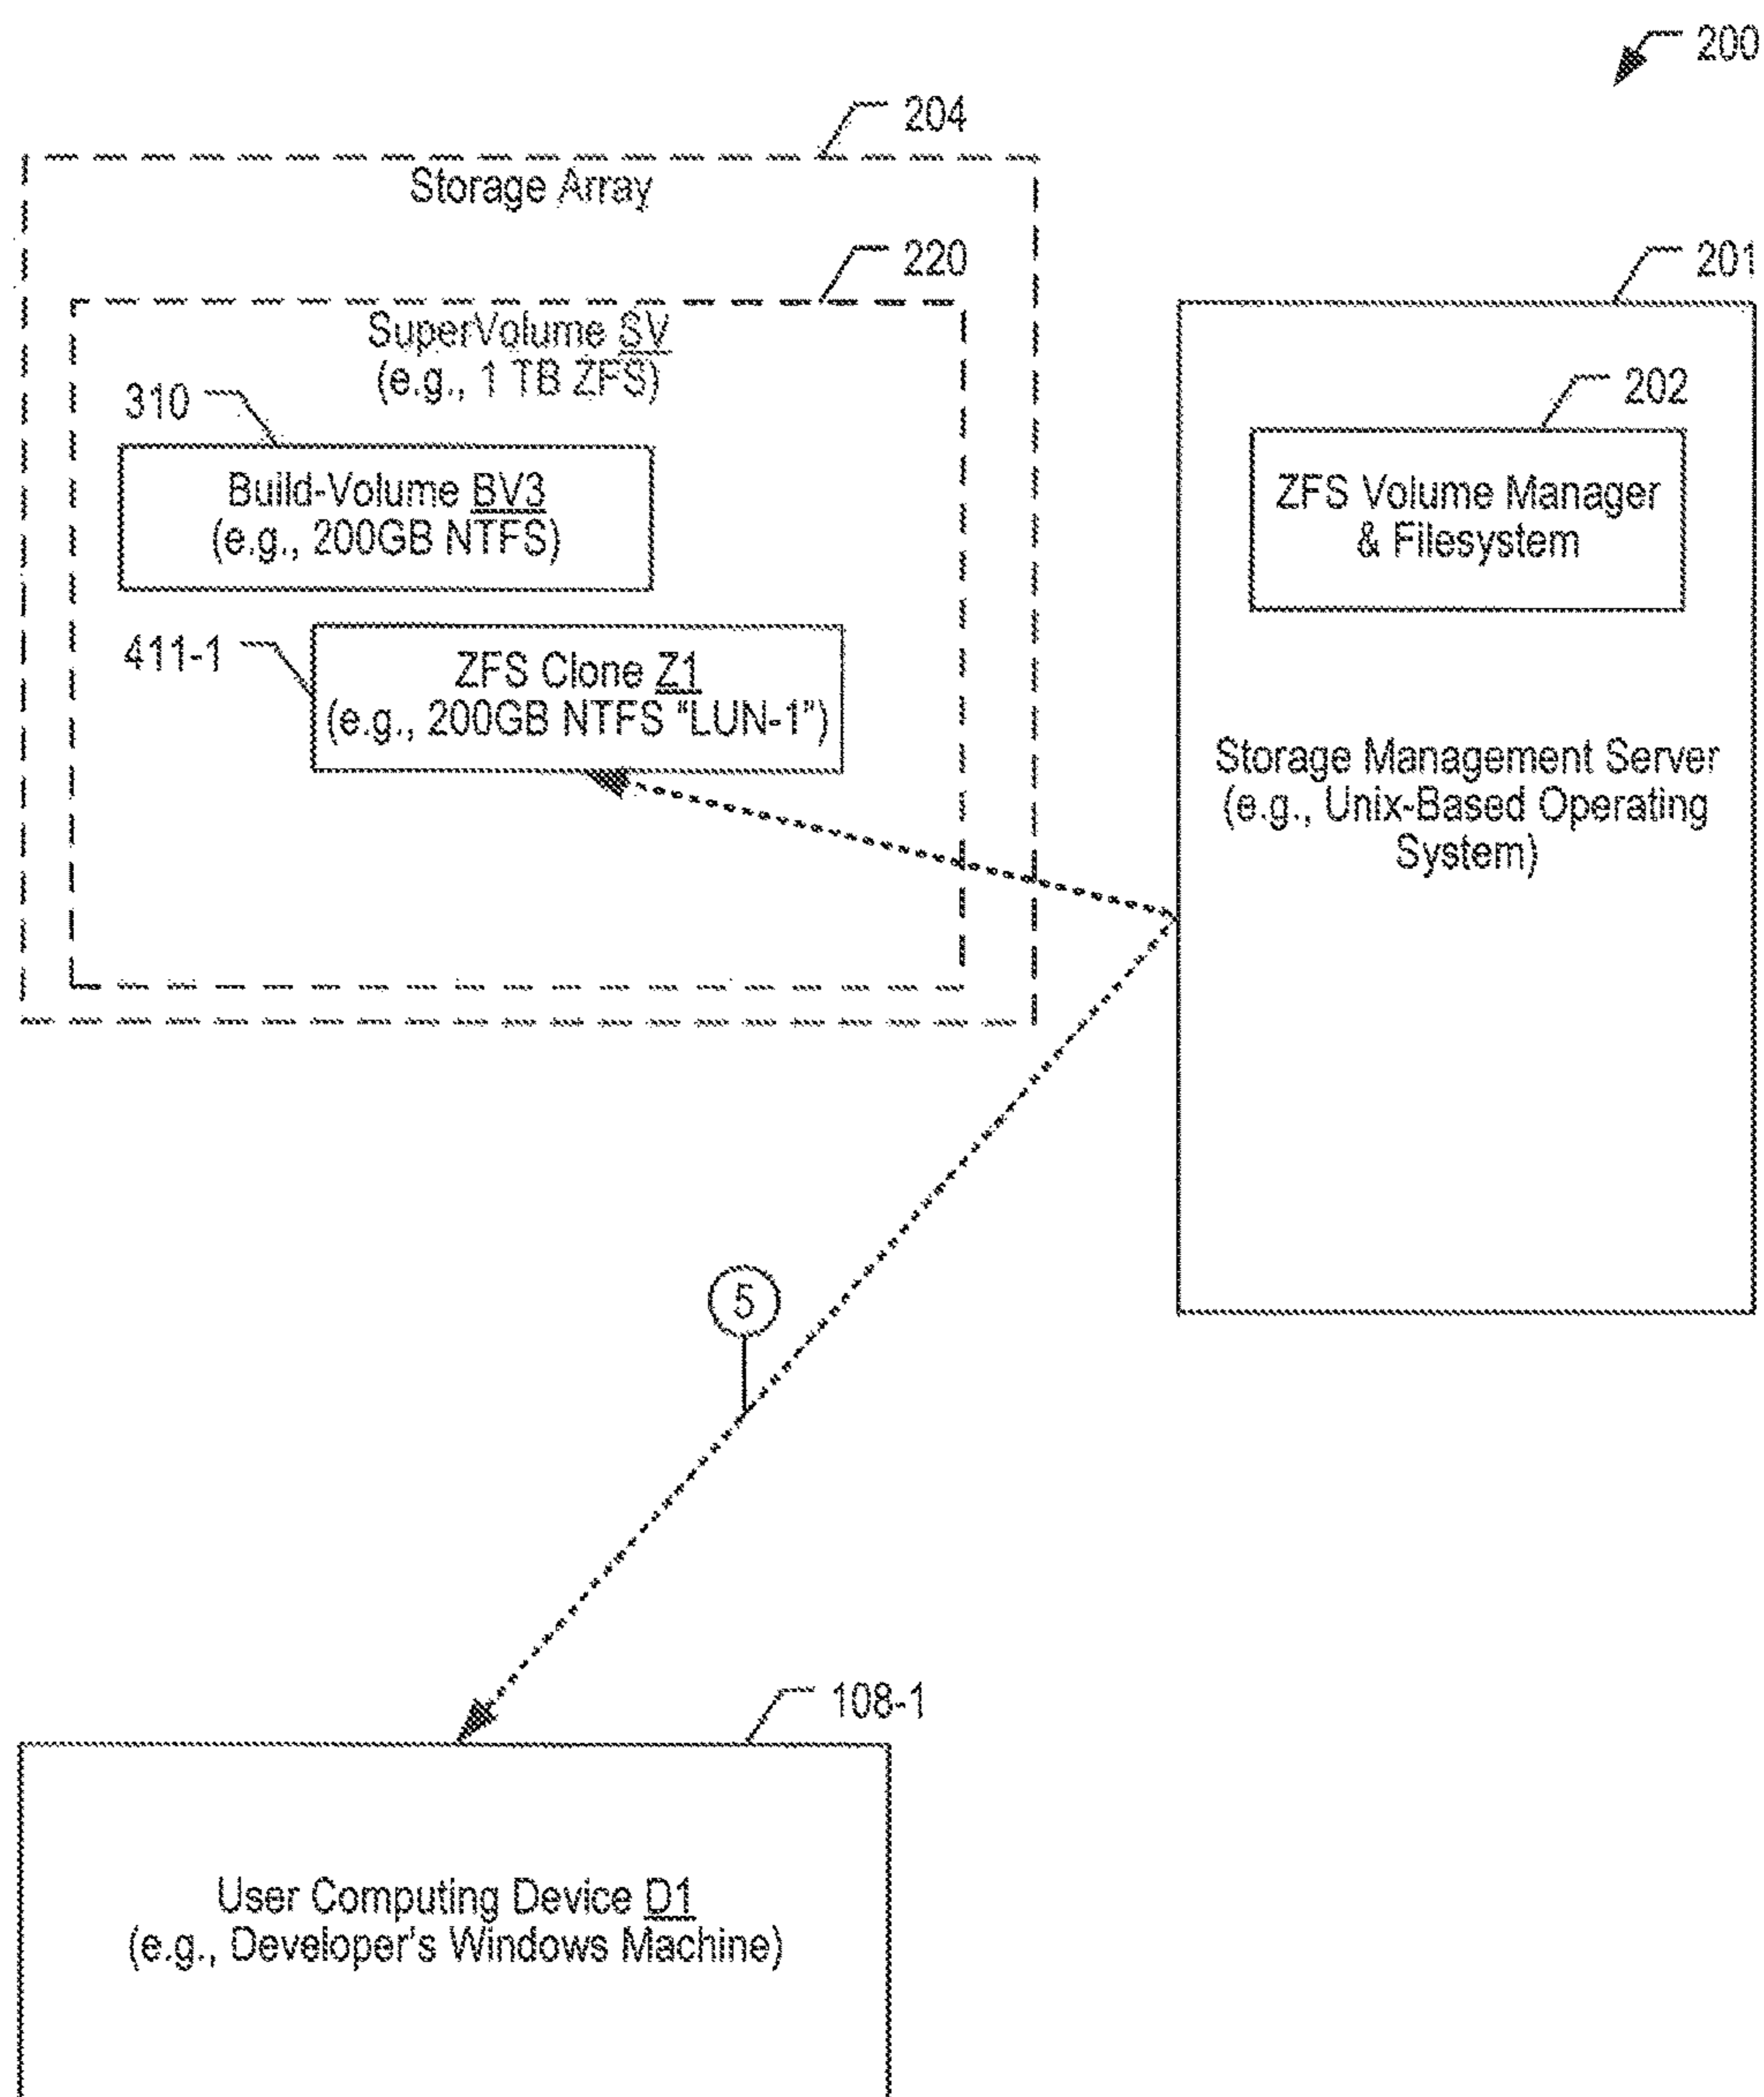 200
204
Storage Array
220
201
SuperVolume SV
(e.g., 1 TB ZFS)
310
202
Build-Volume BV3
(e.g., 200GB NTFS)
ZFS Volume Manager
& Filesystem
411-1
ZFS Clone Z1
(e.g., 200GB NTFS "LUN-1")
Storage Management Server
(e.g., Unix-Based Operating
System)
5
108-1
User Computing Device D1
(e.g., Developer's Windows Machine)